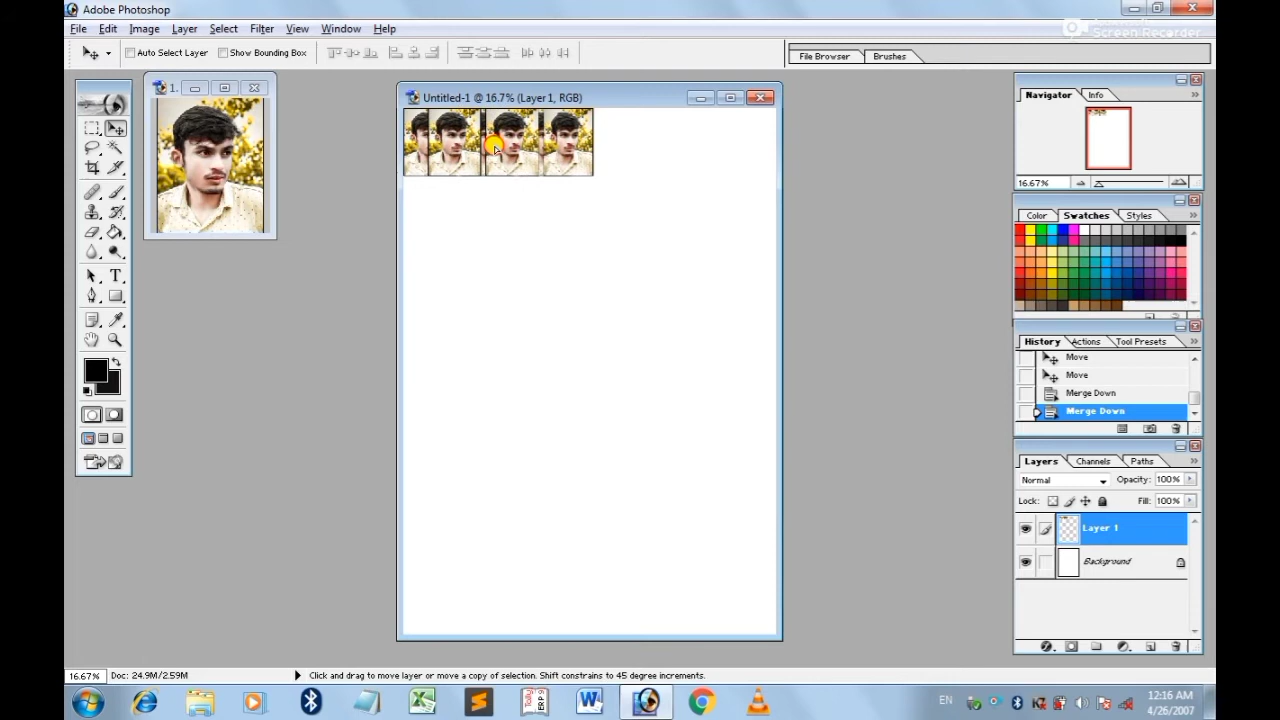 Adobe Photoshop
File Edit Image Layer Select Filter View Window Help
Screen Recorder
Auto Select Layer Show Bounding Box
File Browser Brushes
1.
Untitled-1 @ 16.7% (Layer 1, RGB)
Navigator Info
16.67%
Color Swatches Styles
History Actions Tool Presets
Move
Move
Merge Down
Merge Down
Layers Channels Paths
Normal Opacity: 100%
Lock: Fill: 100%
Layer 1
Background
16.67% Doc: 24.9M/2.59M Click and drag to move layer or move a copy of selection. Shift constrains to 45 degree increments.
EN 12:16 AM
4/26/2007